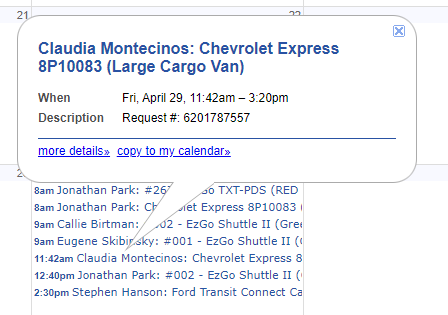 22
Claudia Montecinos: Chevrolet Express
8P10083 (Large Cargo Van)
When Fri, April 29, 11:42am – 3:20pm
Description Request #: 6201787557
more details» copy to my calendar»
2
8am Jonathan Park: #26 Go TXT-PDS (RED
8am Jonathan Park: Ch Express 8P10083 (
9am Callie Birtman: #002 - EzGo Shuttle II (Gree
9am Eugene Skibinsky: #001 - EzGo Shuttle II (
11:42am Claudia Montecinos: Chevrolet Express 8
12:40pm Jonathan Park: #002 - EzGo Shuttle II (
2:30pm Stephen Hanson: Ford Transit Connect Ca